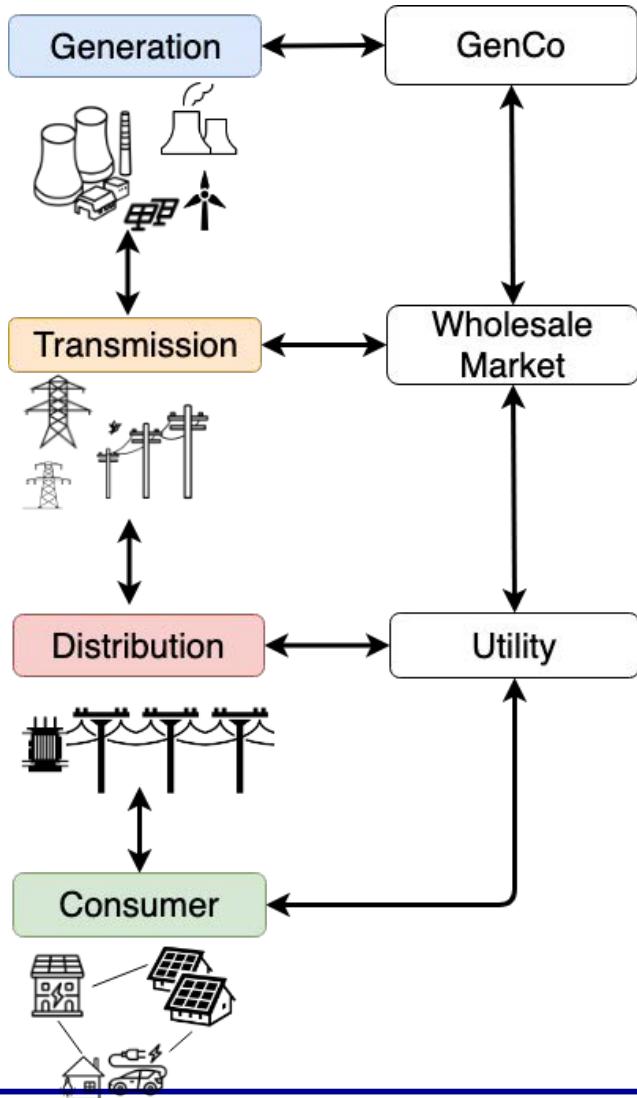 Generation
GenCo
Transmission
Wholesale
Market
Distribution
Utility
Consumer